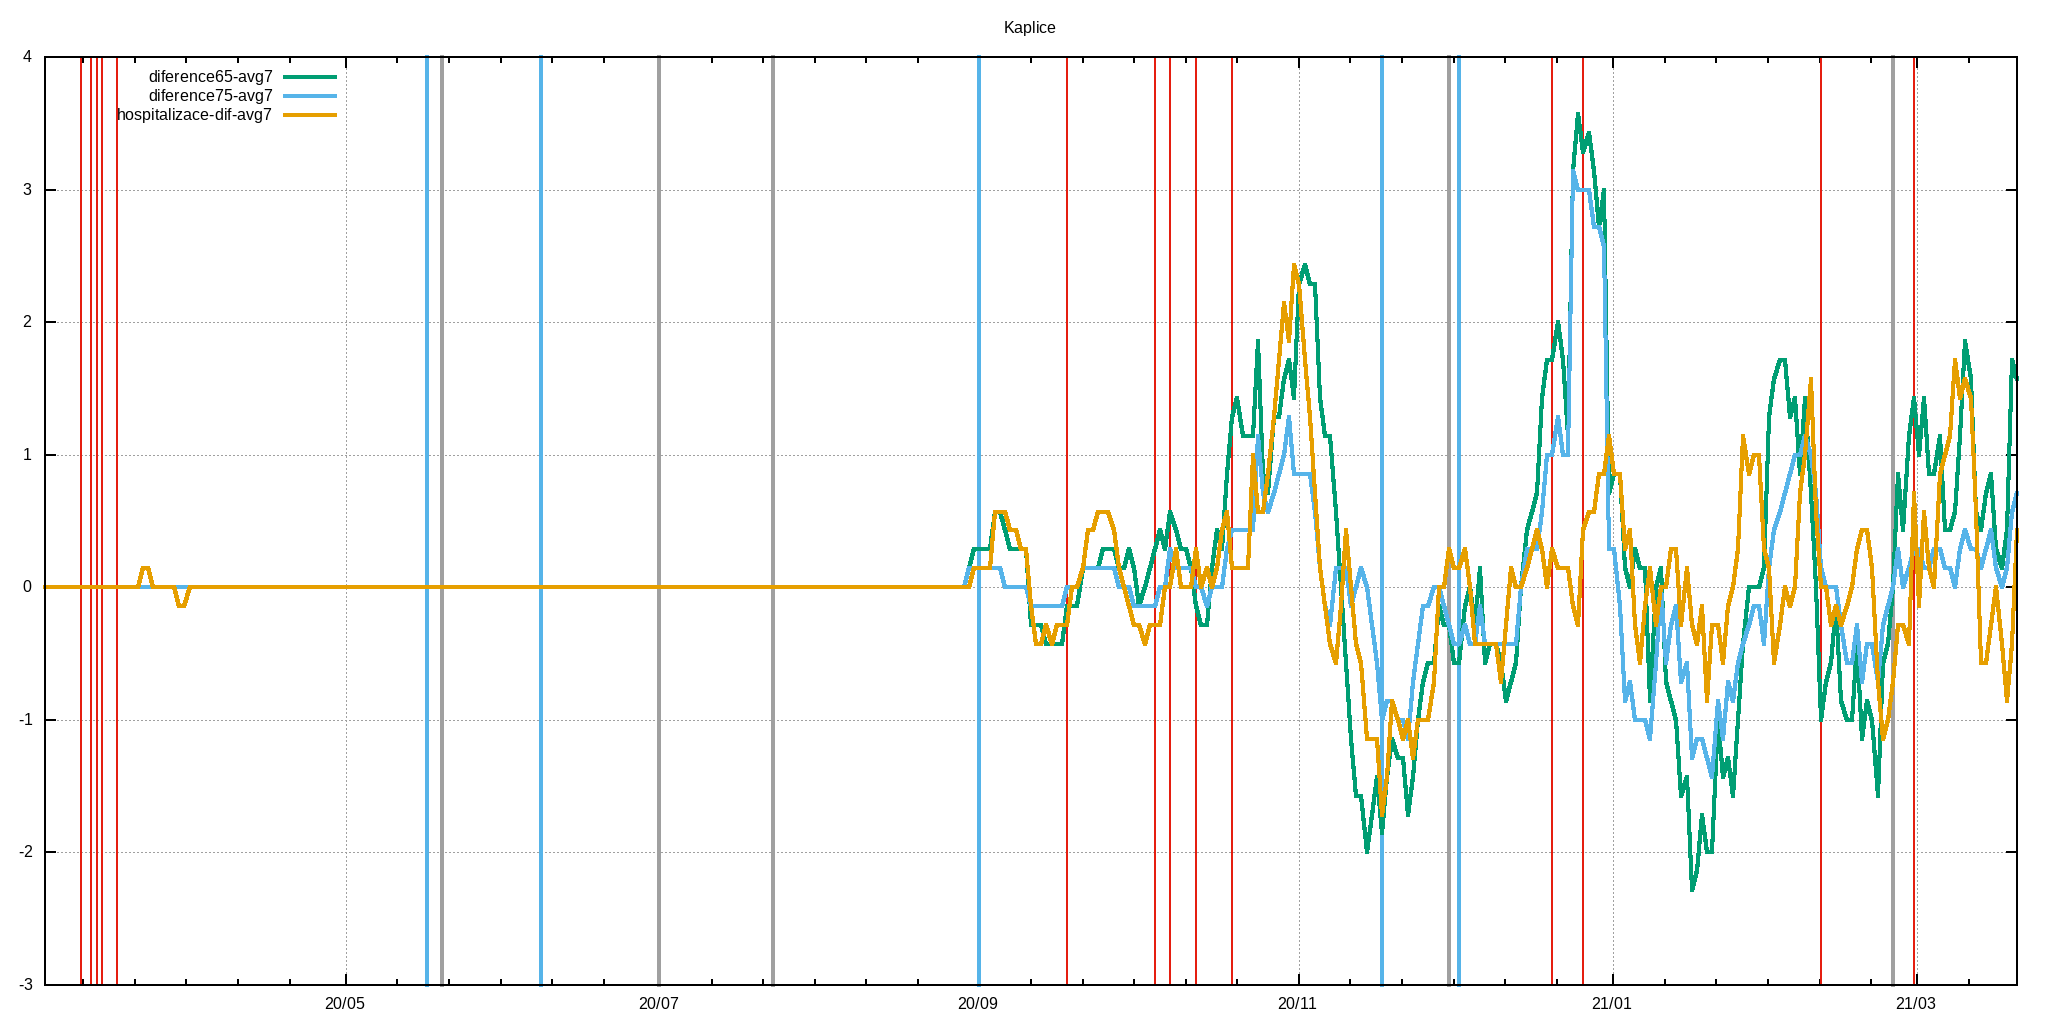 Kaplice
diference65-avg7
diference75-avg7
hospitalizace-dif-avg7
4
3
2
1
0
-1
-2
-3
20/05 20/07 20/09 20/11 21/01 21/03